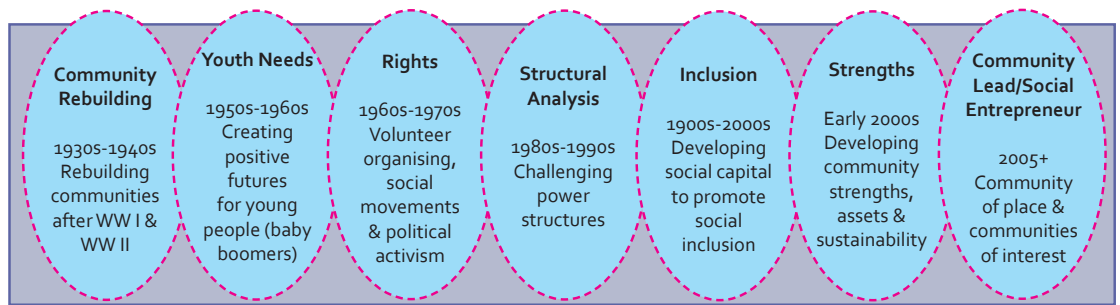 Community
Rebuilding
1930s-1940s
Rebuilding
communities
after WW I &
WW II
Youth Needs
1950s-1960s
Creating
positive
futures
for young
people (baby
boomers)
Rights
1960s-1970s
Volunteer
organising,
social
movements
& political
activism
Structural
Analysis
1980s-1990s
Challenging
power
structures
Inclusion
1900s-2000s
Developing
social capital
to promote
social
inclusion
Strengths
Early 2000s
Developing
community
strengths,
assets &
sustainability
Community
Lead/Social
Entrepreneur
2005+
Community
of place &
communities
of interest